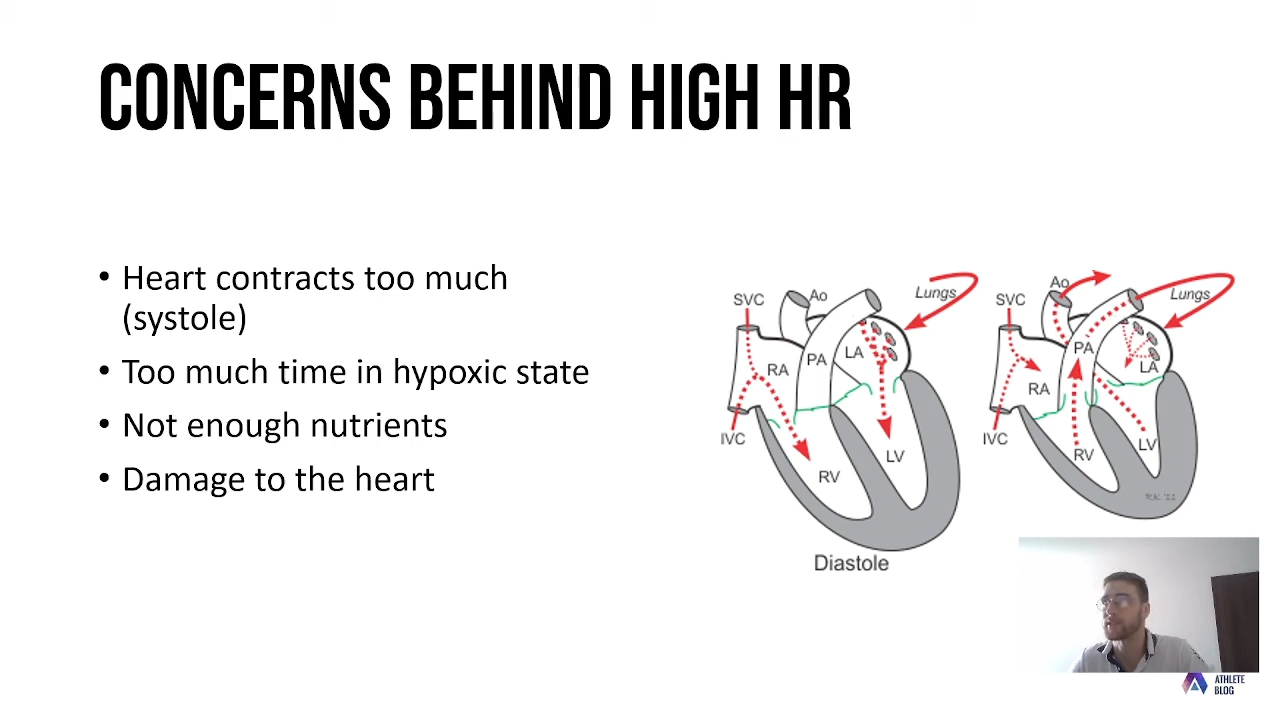 CONCERNS BEHIND HIGH HR
• Heart contracts too much
(systole)
• Too much time in hypoxic state
• Not enough nutrients
• Damage to the heart
SVC
Ao
Lungs
RA
PA
LA
IVC
RV
LV
Diastole
SVC
Ao
Lungs
PA
RA
LA
IVC
RV
LV
ATHLETE
BLOG